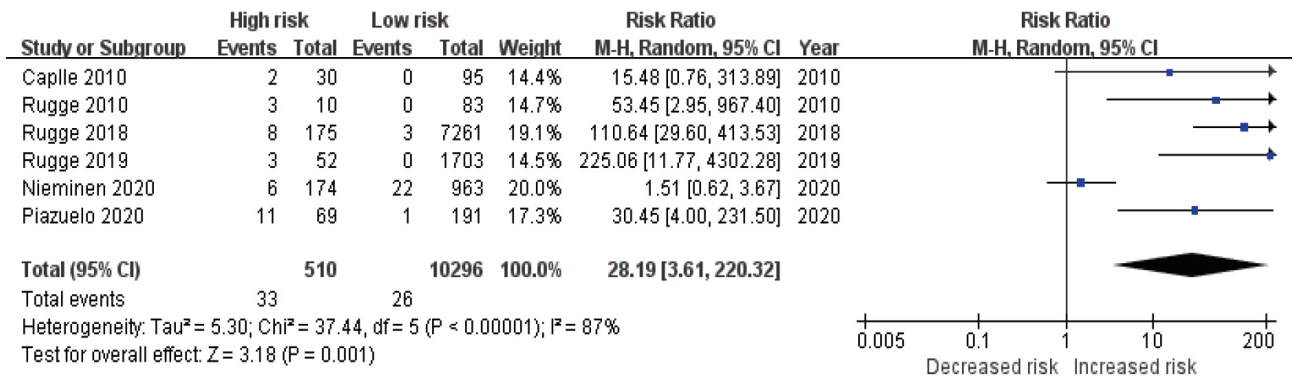 High risk Low risk Risk Ratio Risk Ratio
Study or Subgroup Events Total Events Total Weight M-H, Random, 95% CI Year M-H, Random, 95% CI
Caplle 2010 2 30 0 95 14.4% 15.48 [0.76, 313.89] 2010
Rugge 2010 3 10 0 83 14.7% 53.45 [2.95, 967.40] 2010
Rugge 2018 8 175 3 7261 19.1% 110.64 [29.60, 413.53] 2018
Rugge 2019 3 52 0 1703 14.5% 225.06 [11.77, 4302.28] 2019
Nieminen 2020 6 174 22 963 20.0% 1.51 [0.62, 3.67] 2020
Piazuelo 2020 11 69 1 191 17.3% 30.45 [4.00, 231.50] 2020
Total (95% CI) 510 10296 100.0% 28.19 [3.61, 220.32]
Total events 33 26
Heterogeneity: Tau² = 5.30; Chi² = 37.44, df = 5 (P < 0.00001); I² = 87%
Test for overall effect: Z = 3.18 (P = 0.001)
0.005 0.1 1 10 200
Decreased risk Increased risk